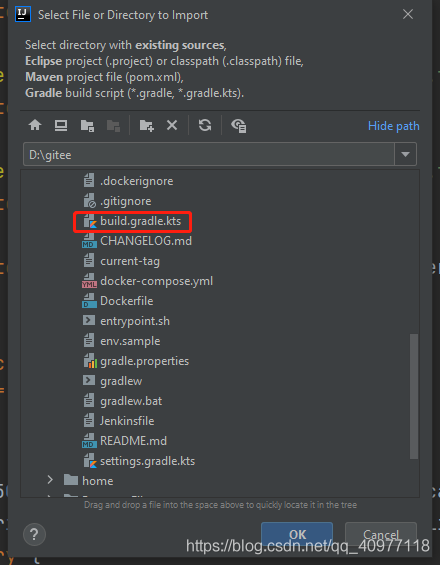 Select File or Directory to Import
Select directory with existing sources,
Eclipse project (.project) or classpath (.classpath) file,
Maven project file (pom.xml),
Gradle build script (*.gradle, *.gradle.kts).
Hide path
D:\gitee
.dockerignore
.gitignore
build.gradle.kts
CHANGELOG.md
current-tag
docker-compose.yml
Dockerfile
entrypoint.sh
env.sample
gradle.properties
gradlew
gradlew.bat
Jenkinsfile
README.md
settings.gradle.kts
home
Drag and drop a file into the space above to quickly locate it in the tree
? OK Cancel
https://blog.csdn.net/qq_40977118